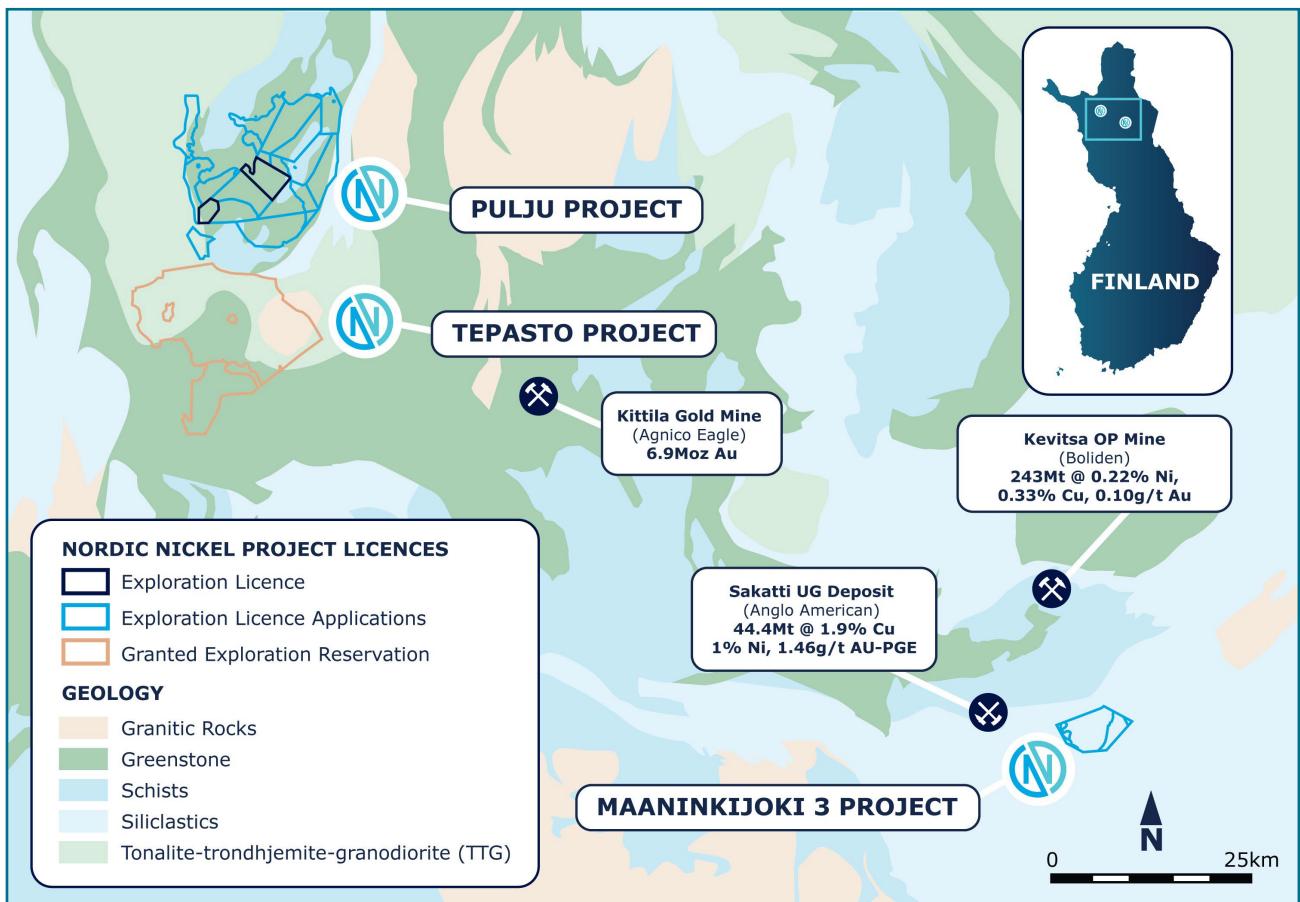 FINLAND
PULJU PROJECT
TEPASTO PROJECT
Kittila Gold Mine
(Agnico Eagle)
6.9Moz Au
Kevitsa OP Mine
(Boliden)
243Mt @ 0.22% Ni,
0.33% Cu, 0.10g/t Au
Sakatti UG Deposit
(Anglo American)
44.4Mt @ 1.9% Cu
1% Ni, 1.46g/t AU-PGE
MAANINKIJOKI 3 PROJECT
NORDIC NICKEL PROJECT LICENCES
Exploration Licence
Exploration Licence Applications
Granted Exploration Reservation
GEOLOGY
Granitic Rocks
Greenstone
Schists
Siliclastics
Tonalite-trondhjemite-granodiorite (TTG)
N
0 25km